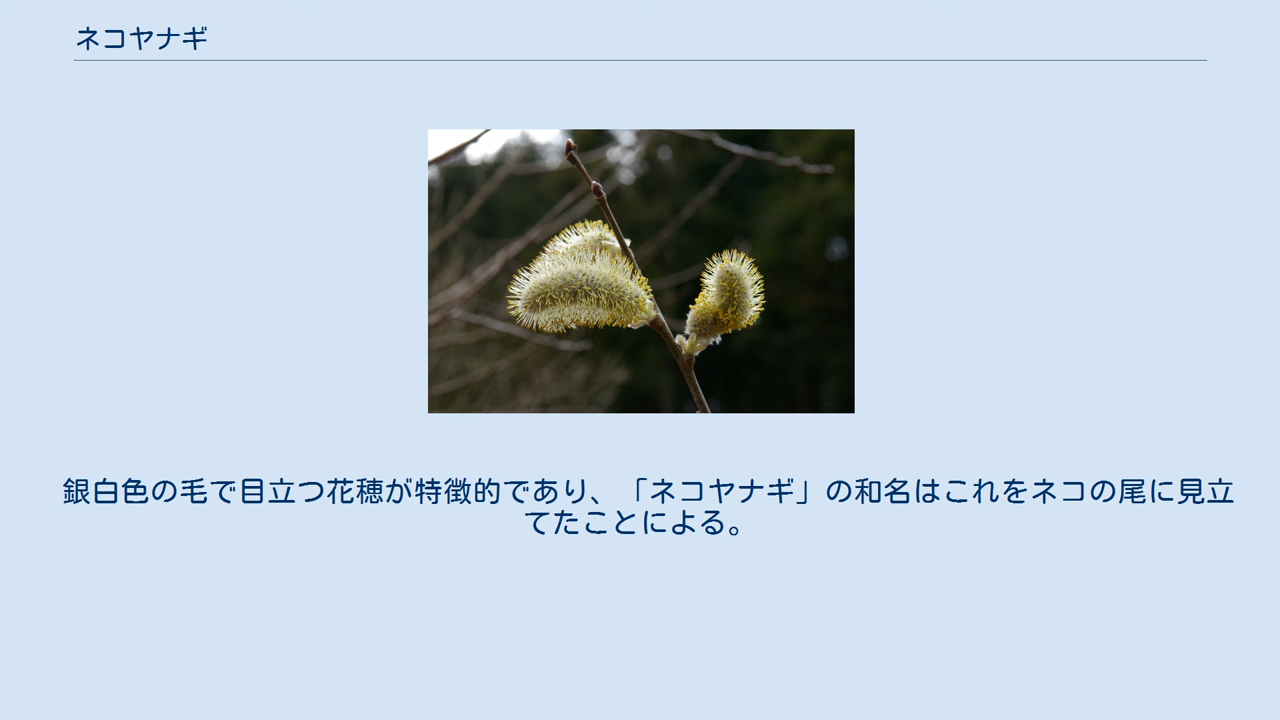 ネコヤナギ
銀白色の毛で目立つ花穂が特徴的であり、「ネコヤナギ」の和名はこれをネコの尾に見立
てたことによる。